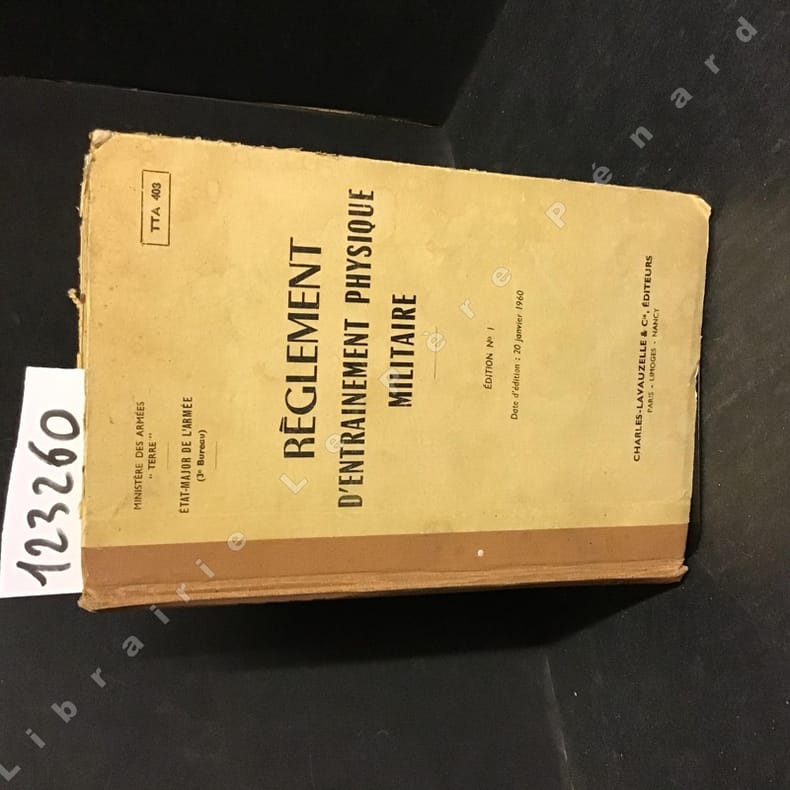 MINISTÈRE DES ARMÉES
" TERRE "
ÉTAT-MAJOR DE L'ARMÉE
(3e Bureau)
TTA 403
RÈGLEMENT
D'ENTRAINEMENT PHYSIQUE
MILITAIRE
ÉDITION No 1
Date d'édition : 20 janvier 1960
CHARLES-LAVAUZELLE & Cie, ÉDITEURS
PARIS - LIMOGES - NANCY
123260
Librairie Le Père Pénard